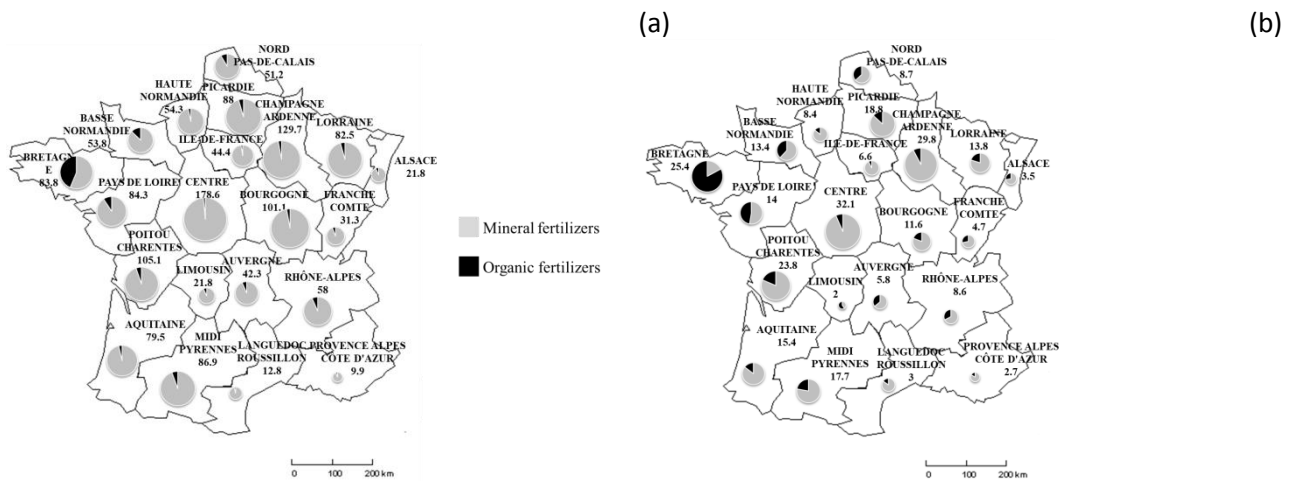 (a)
NORD
PAS-DE-CALAIS
51.2
HAUTE
NORMANDIE
54.3
PICARDIE
88
CHAMPAGNE
ARDENNE
129.7
LORRAINE
82.5
BASSE
NORMANDIE
53.8
ILE-DE-FRANCE
44.4
ALSACE
21.8
BRETAGN
E
83.8
PAYS DE LOIRE
84.3
CENTRE
178.6
BOURGOGNE
101.1
FRANCHE
COMTE
31.3
POITOU
CHARENTES
105.1
LIMOUSIN
21.8
AUVERGNE
42.3
RHÔNE-ALPES
58
AQUITAINE
79.5
MIDI
PYRENNES
86.9
LANGUEDOC
ROUSSILLON
12.8
PROVENCE ALPES
CÔTE D'AZUR
9.9
0 100 200 km
Mineral fertilizers
Organic fertilizers
(b)
NORD
PAS-DE-CALAIS
8.7
HAUTE
NORMANDIE
8.4
PICARDIE
18.8
CHAMPAGNE
ARDENNE
29.8
LORRAINE
13.8
BASSE
NORMANDIE
13.4
ILE-DE-FRANCE
6.6
ALSACE
3.5
BRETAGNE
25.4
PAYS DE LOIRE
14
CENTRE
32.1
BOURGOGNE
11.6
FRANCHE
COMTE
4.7
POITOU
CHARENTES
23.8
LIMOUSIN
2
AUVERGNE
5.8
RHÔNE-ALPES
8.6
AQUITAINE
15.4
MIDI
PYRENNES
17.7
LANGUEDOC
ROUSSILLON
3
PROVENCE ALPES
CÔTE D'AZUR
2.7
0 100 200 km